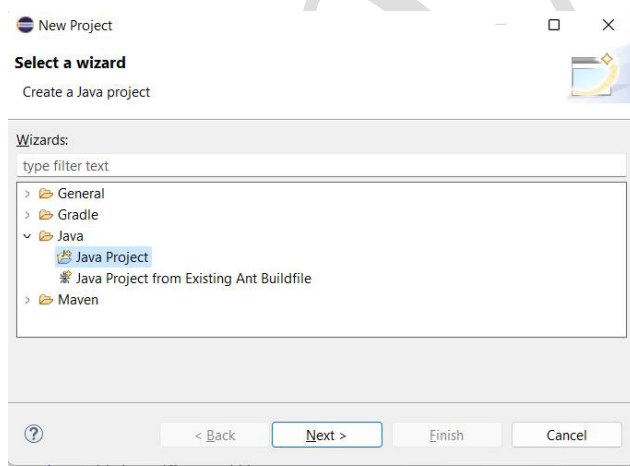 New Project
Select a wizard
Create a Java project
Wizards:
type filter text
General
Gradle
Java
Java Project
Java Project from Existing Ant Buildfile
Maven
< Back Next > Finish Cancel